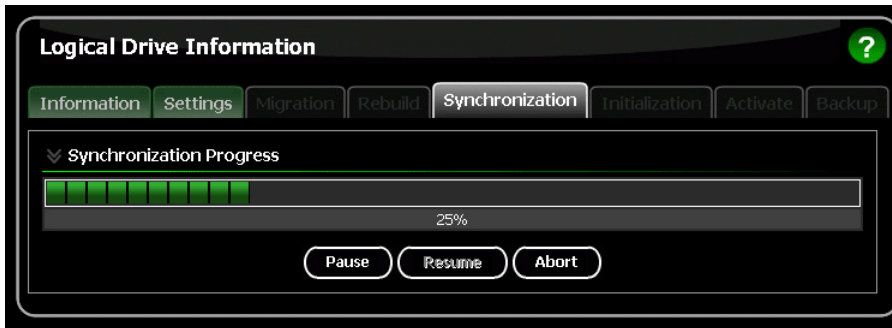 Logical Drive Information
?
Information Settings Migration Rebuild Synchronization Initialization Activate Backup
Synchronization Progress
25%
Pause Resume Abort